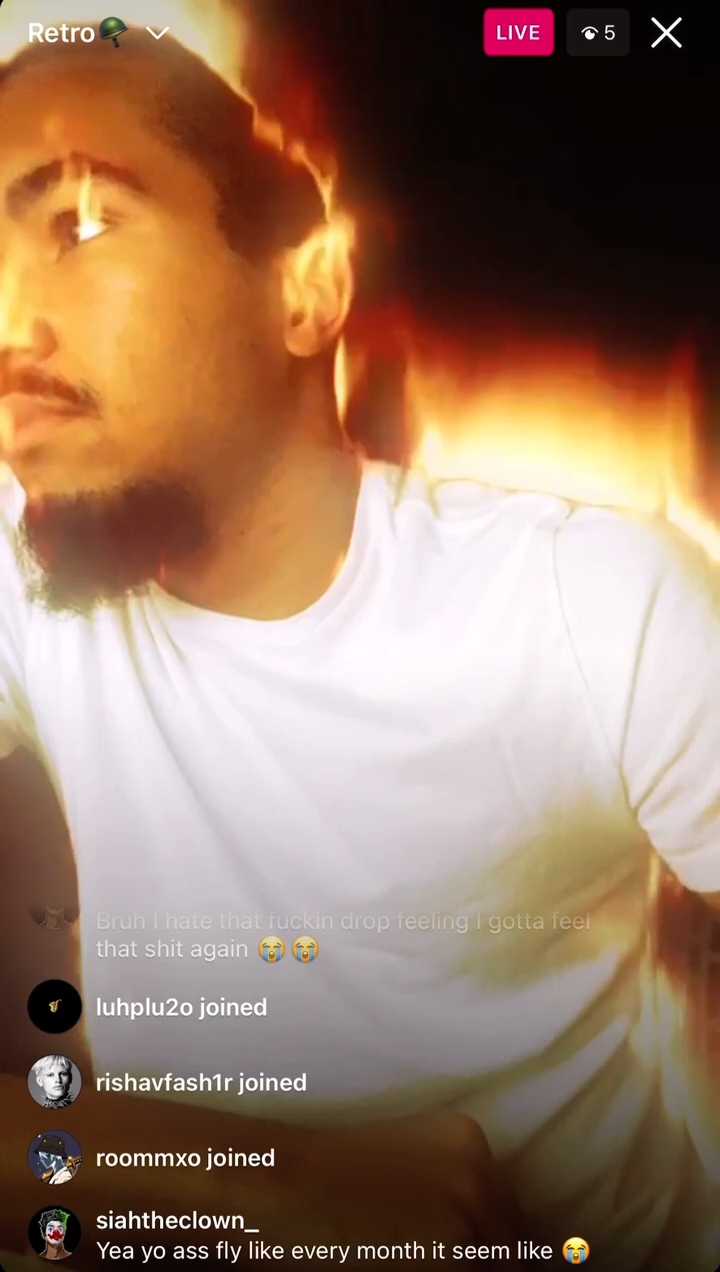 Retro🪖
LIVE
5
Bruh I hate that fuckin drop feeling I gotta feel
that shit again 😭😭
luhplu2o joined
rishavfash1r joined
roommxo joined
siahtheclown_
Yea yo ass fly like every month it seem like 😭